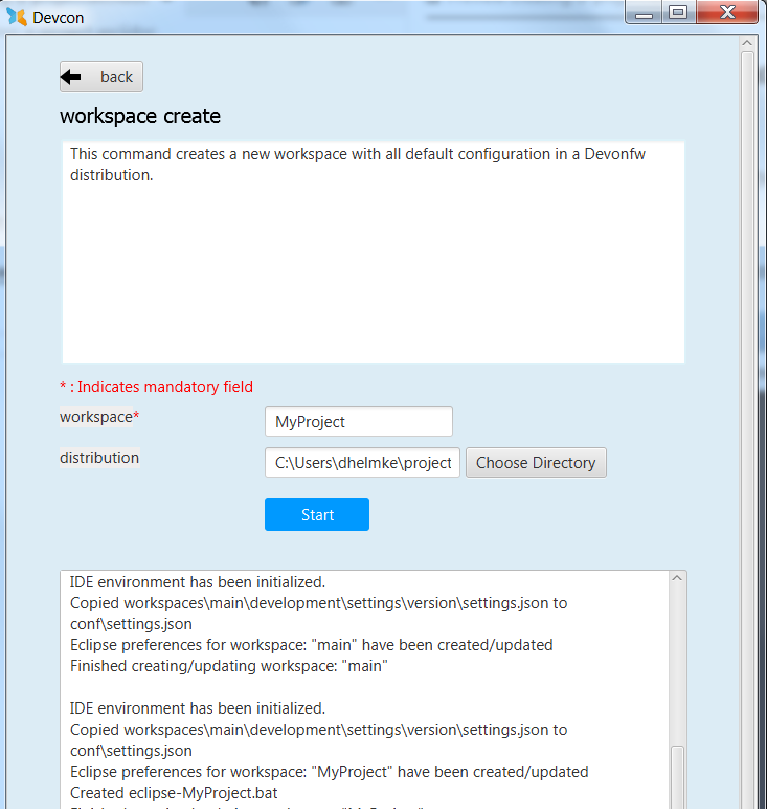 Devcon
back
workspace create
This command creates a new workspace with all default configuration in a Devonfw
distribution.
* : Indicates mandatory field
workspace*
MyProject
distribution
C:\Users\dhelmke\project
Choose Directory
Start
IDE environment has been initialized.
Copied workspaces\main\development\settings\version\settings.json to
conf\settings.json
Eclipse preferences for workspace: "main" have been created/updated
Finished creating/updating workspace: "main"
IDE environment has been initialized.
Copied workspaces\main\development\settings\version\settings.json to
conf\settings.json
Eclipse preferences for workspace: "MyProject" have been created/updated
Created eclipse-MyProject.bat